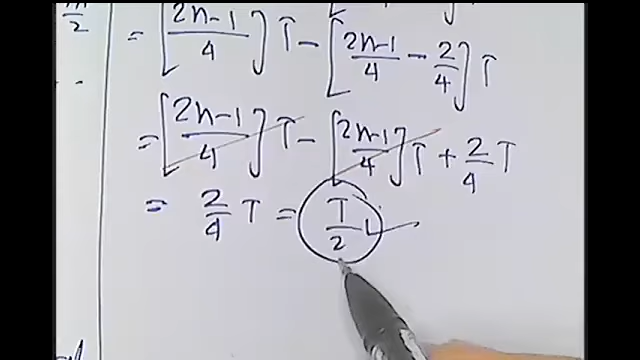 m/2
= [2n-1/4] T - [2n-1/4 - 2/4] T
= [2n-1/4] T - [2n-1/4] T + 2/4 T
= 2/4 T = T/2